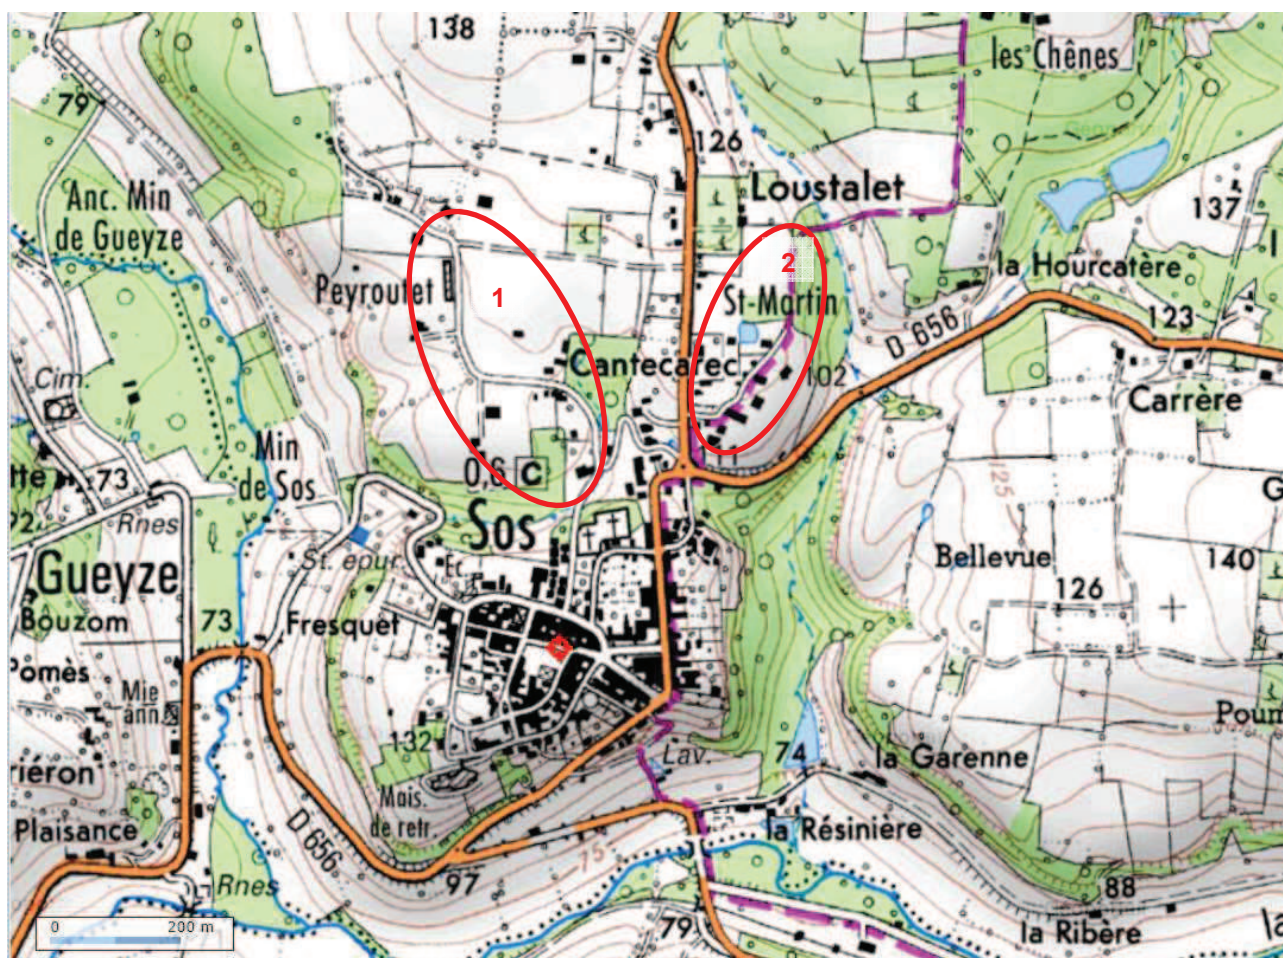 138
les Chênes
79
126
Loustalet
Anc. Min
de Gueyze
137
1
2
Peyroutet
St-Martin
la Hourcatère
D 656
123
Cantecarec
102
Cim.
Carrère
Min
de Sos
0,6 C
73
Rnes
125
Sos
Gueyze
St. épur.
Ec.
Bellevue
140
126
Bouzom
73
Fresquet
Pomès
Mie
ann.
132
Lav.
74
la Garenne
Mais.
de retr.
riéron
Plaisance
la Résinière
D 656
75
97
88
Rnes
79
la Ribère
0 200 m